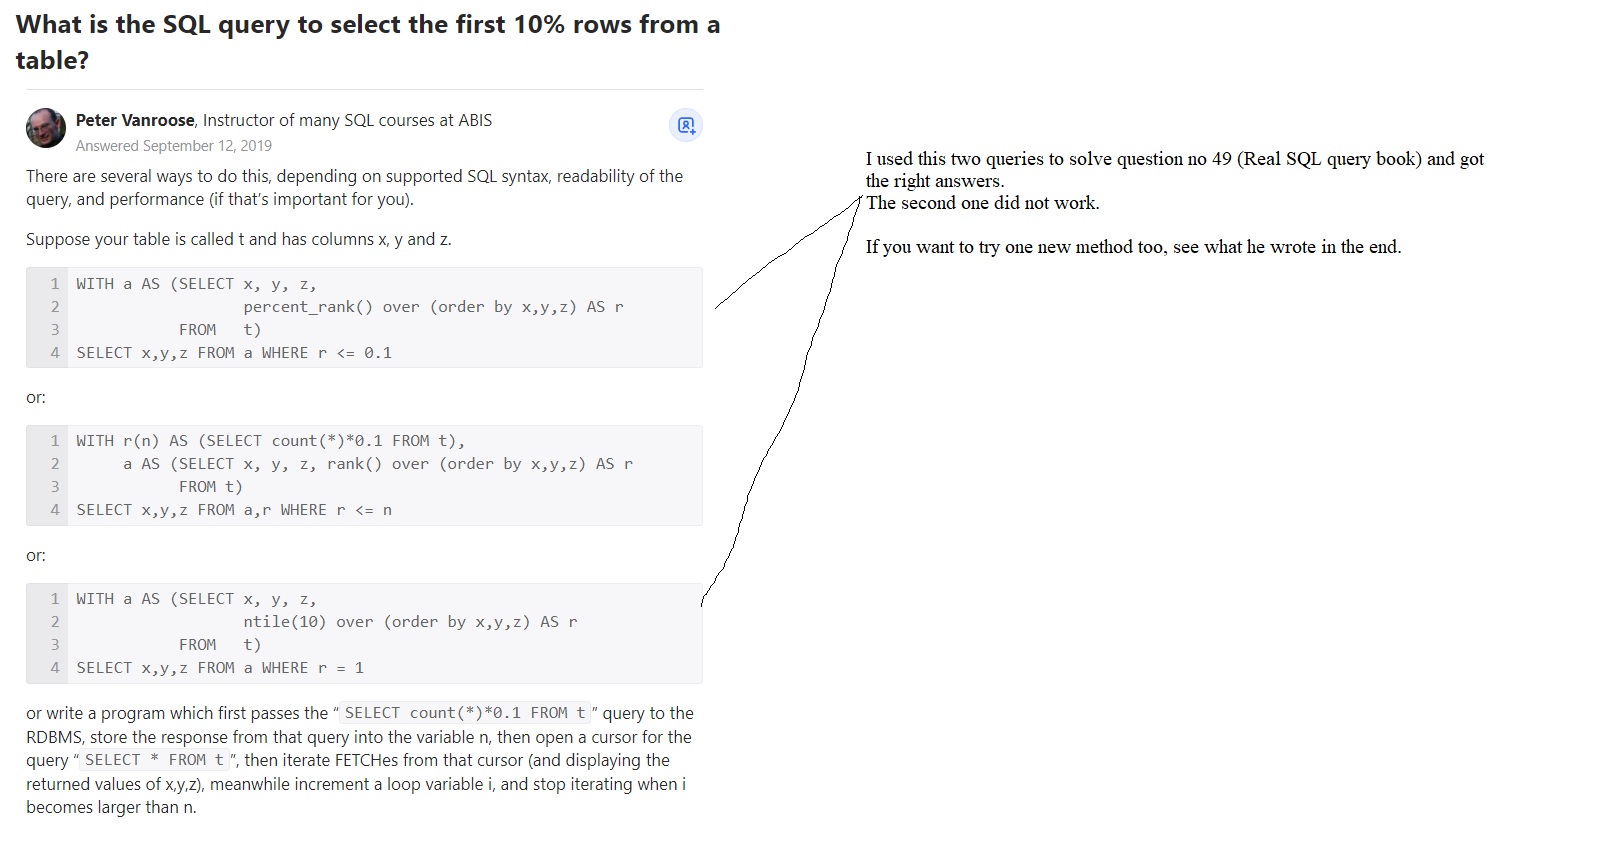 What is the SQL query to select the first 10% rows from a
table?
Peter Vanroose, Instructor of many SQL courses at ABIS
Answered September 12, 2019
There are several ways to do this, depending on supported SQL syntax, readability of the
query, and performance (if that's important for you).
Suppose your table is called t and has columns x, y and z.
1 WITH a AS (SELECT x, y, z,
2                   percent_rank() over (order by x,y,z) AS r
3            FROM   t)
4 SELECT x,y,z FROM a WHERE r <= 0.1
or:
1 WITH r(n) AS (SELECT count(*)*0.1 FROM t),
2      a AS (SELECT x, y, z, rank() over (order by x,y,z) AS r
3            FROM t)
4 SELECT x,y,z FROM a,r WHERE r <= n
or:
1 WITH a AS (SELECT x, y, z,
2                   ntile(10) over (order by x,y,z) AS r
3            FROM   t)
4 SELECT x,y,z FROM a WHERE r = 1
or write a program which first passes the “SELECT count(*)*0.1 FROM t” query to the
RDBMS, store the response from that query into the variable n, then open a cursor for the
query “SELECT * FROM t”, then iterate FETCHes from that cursor (and displaying the
returned values of x,y,z), meanwhile increment a loop variable i, and stop iterating when i
becomes larger than n.
I used this two queries to solve question no 49 (Real SQL query book) and got
the right answers.
The second one did not work.
If you want to try one new method too, see what he wrote in the end.